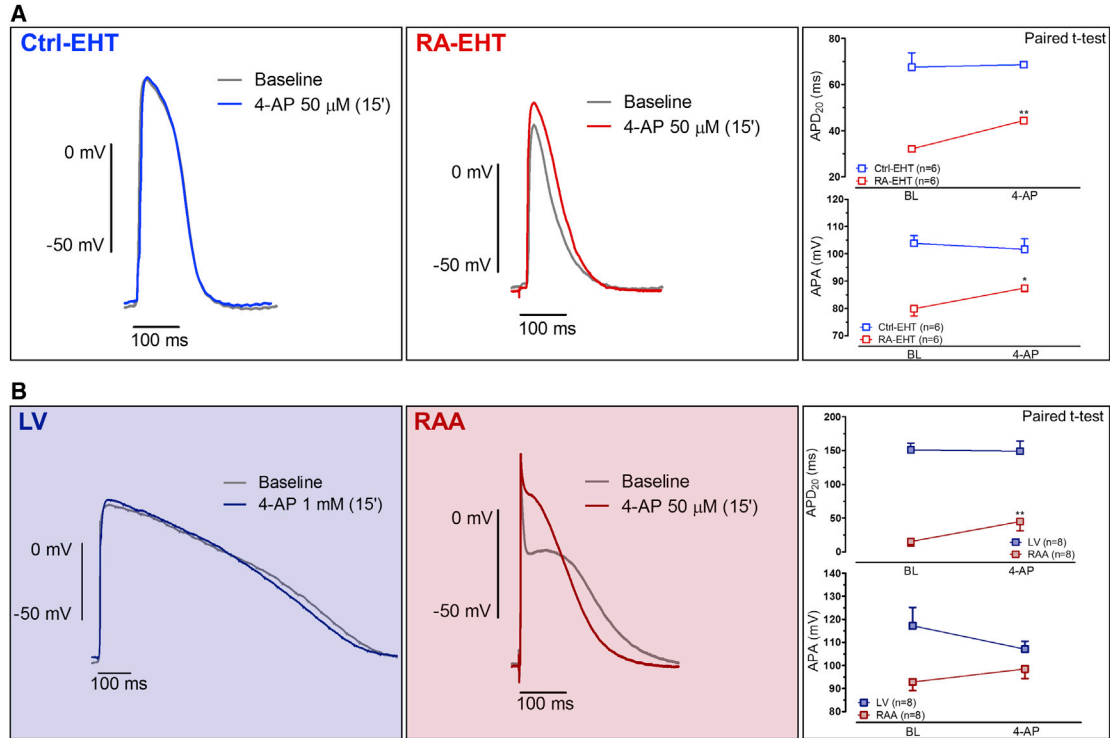 A
Ctrl-EHT
Baseline
4-AP 50 μM (15')
0 mV
-50 mV
100 ms
RA-EHT
Baseline
4-AP 50 μM (15')
0 mV
-50 mV
100 ms
Paired t-test
80
60
40
20
APD20 (ms)
**
Ctrl-EHT (n=6)
RA-EHT (n=6)
BL
4-AP
120
110
100
90
80
70
APA (mV)
*
Ctrl-EHT (n=6)
RA-EHT (n=6)
BL
4-AP
B
LV
Baseline
4-AP 1 mM (15')
0 mV
-50 mV
100 ms
RAA
Baseline
4-AP 50 μM (15')
0 mV
-50 mV
100 ms
Paired t-test
200
150
100
50
0
APD20 (ms)
**
LV (n=8)
RAA (n=8)
BL
4-AP
140
130
120
110
100
90
80
APA (mV)
LV (n=8)
RAA (n=8)
BL
4-AP